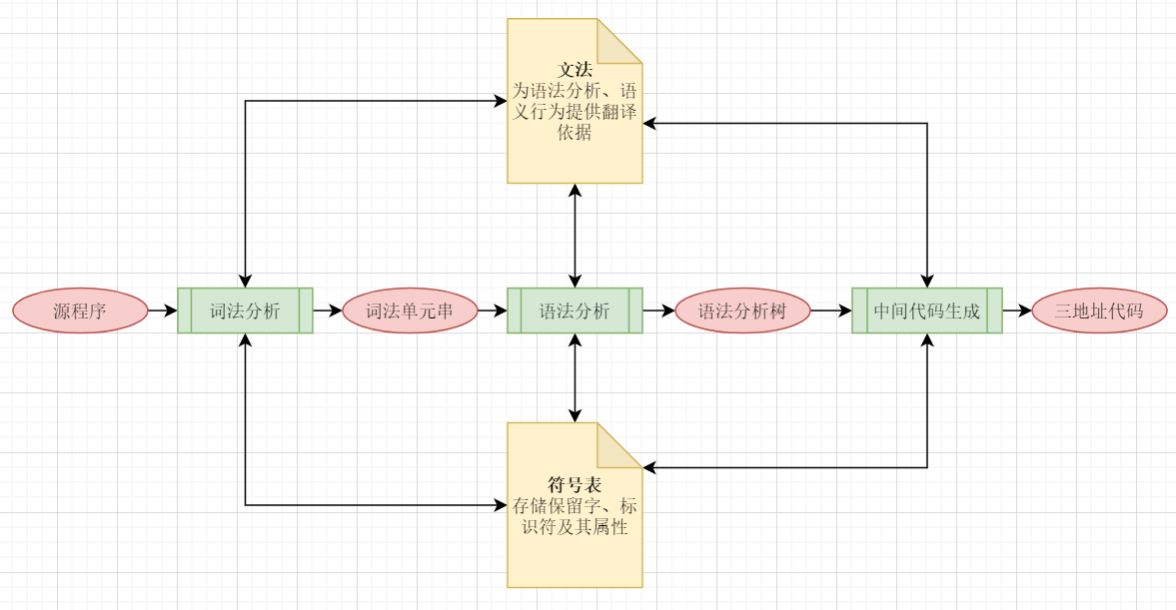 文法
为语法分析、语
义行为提供翻译
依据
源程序
词法分析
词法单元串
语法分析
语法分析树
中间代码生成
三地址代码
符号表
存储保留字、标
识符及其属性